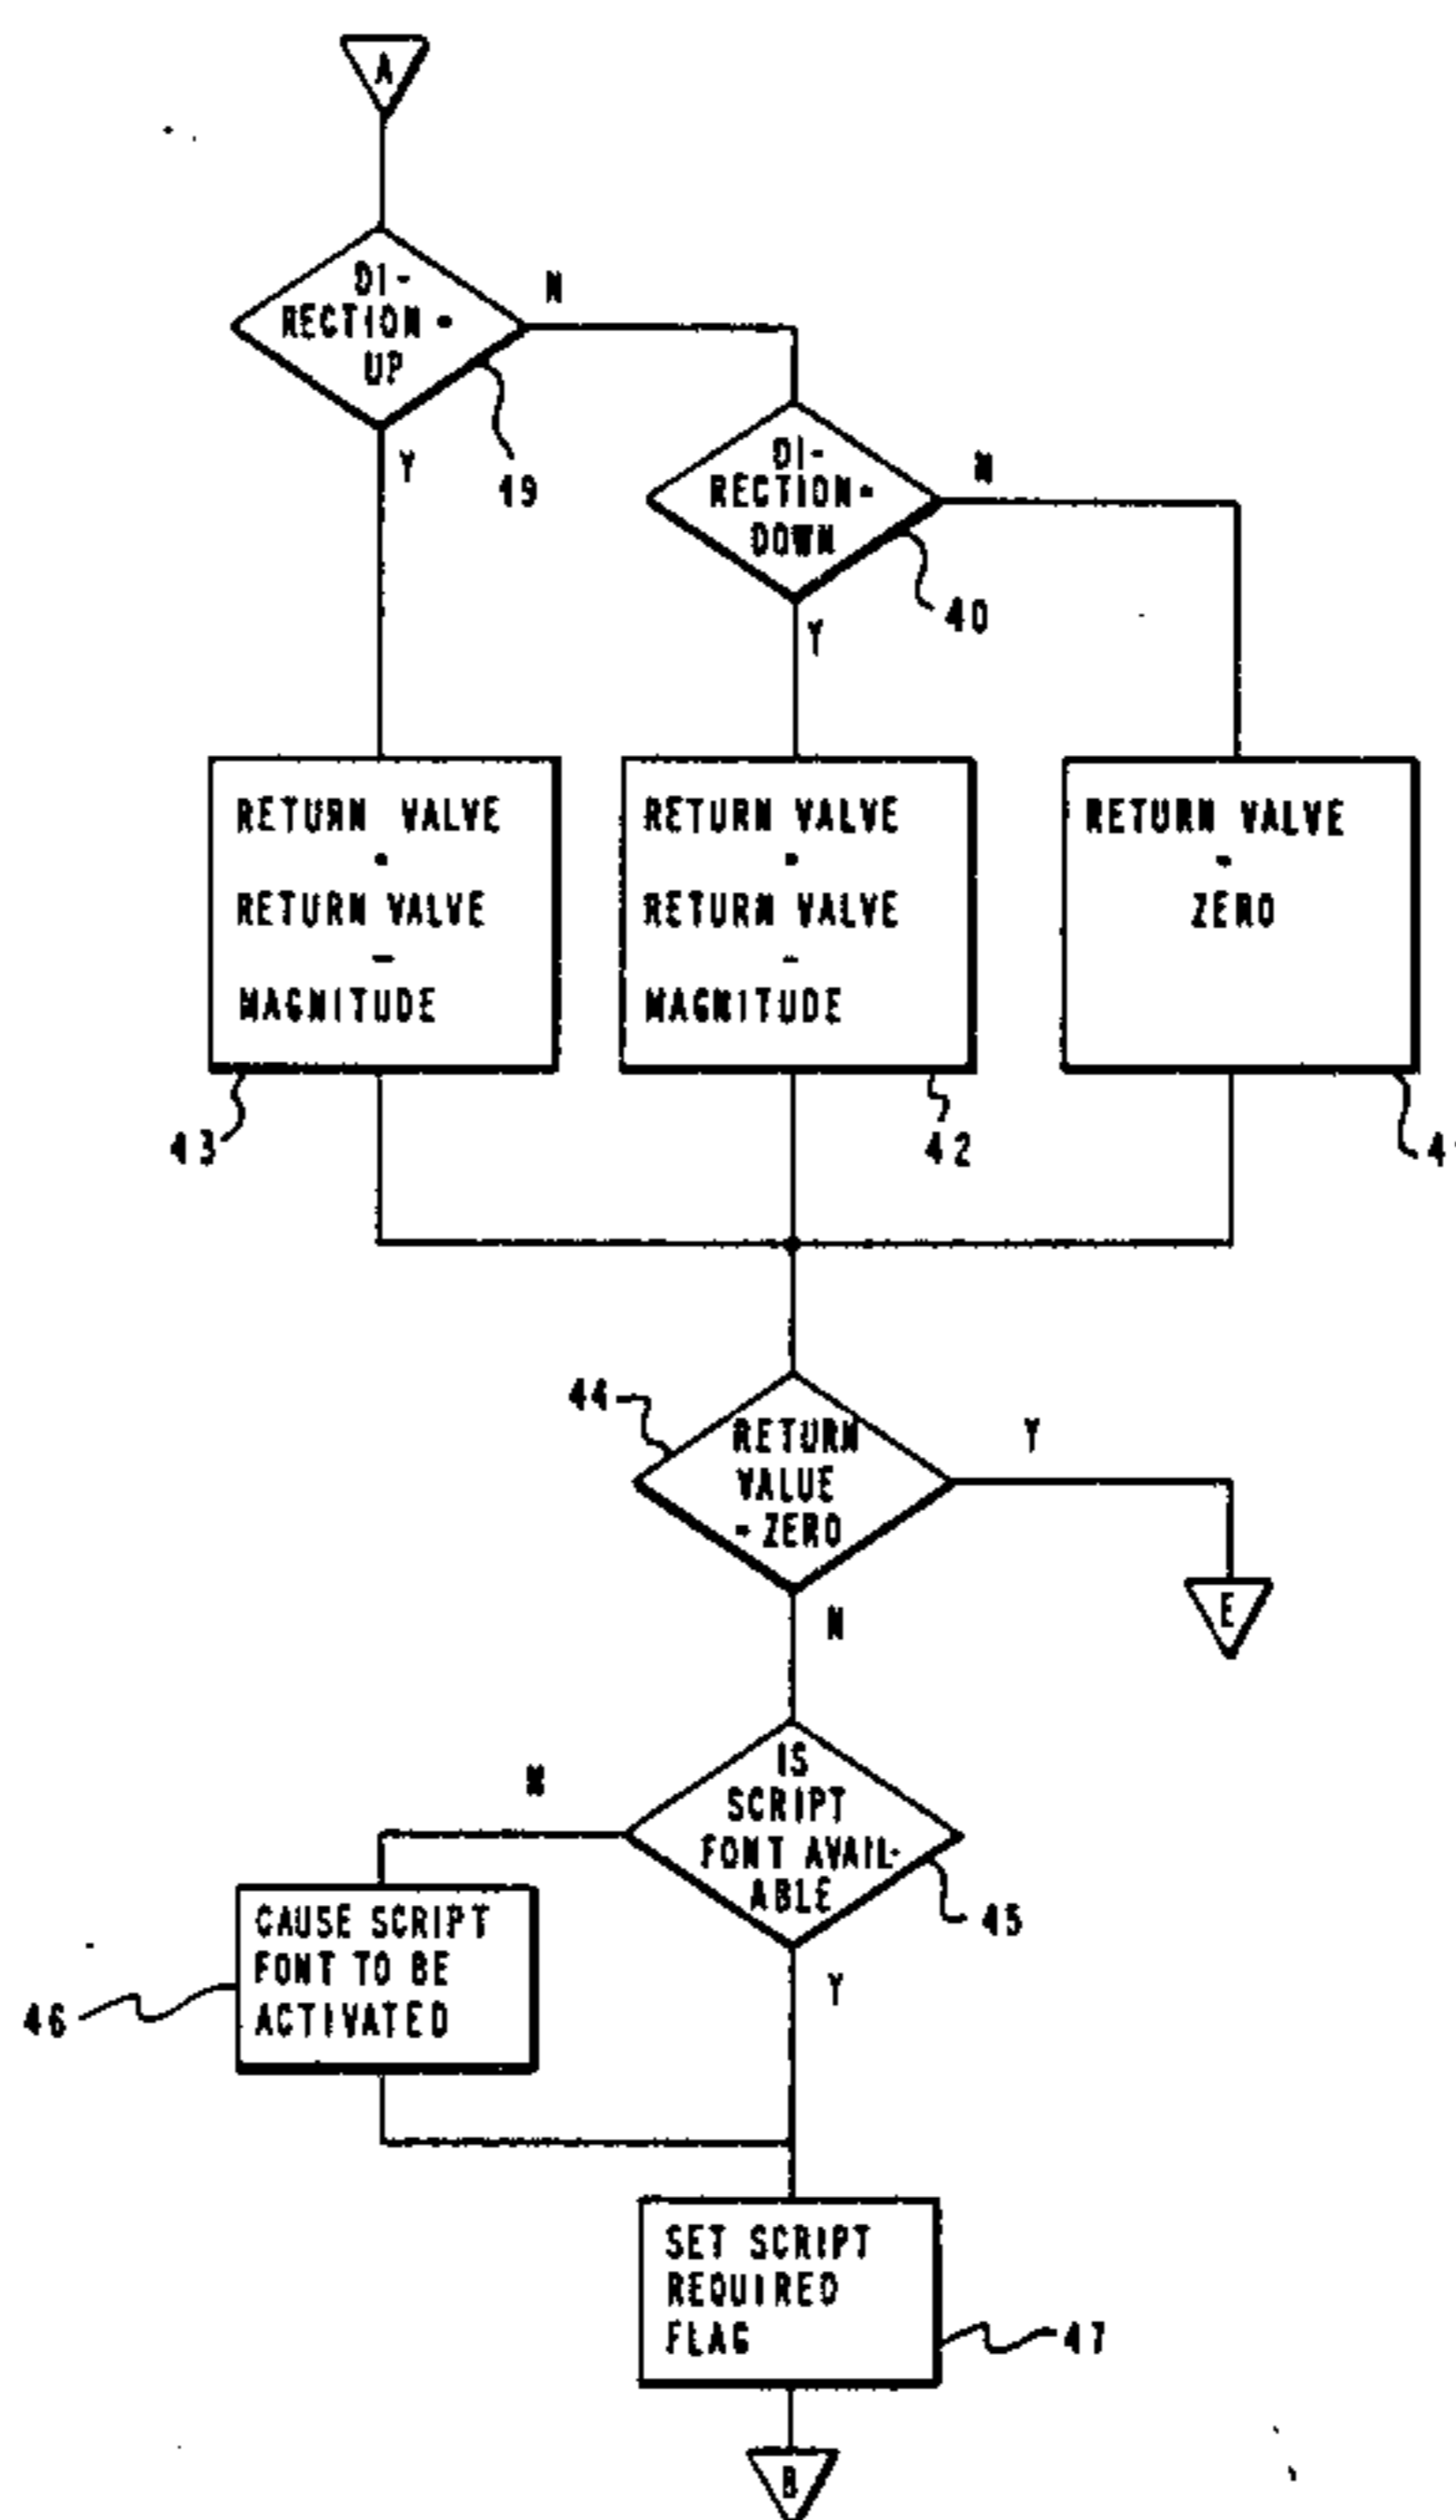 A
DI-
RECTION =
UP
N
Y
19
DI-
RECTION =
DOWN
N
Y
40
RETURN VALVE
=
RETURN VALVE
-
MAGNITUDE
43
RETURN VALVE
=
RETURN VALVE
-
MAGNITUDE
42
RETURN VALVE
=
ZERO
44
RETURN
VALUE
= ZERO
Y
E
N
IS
SCRIPT
FONT AVAIL-
ABLE
N
45
Y
CAUSE SCRIPT
FONT TO BE
ACTIVATED
46
SET SCRIPT
REQUIRED
FLAG
47
B